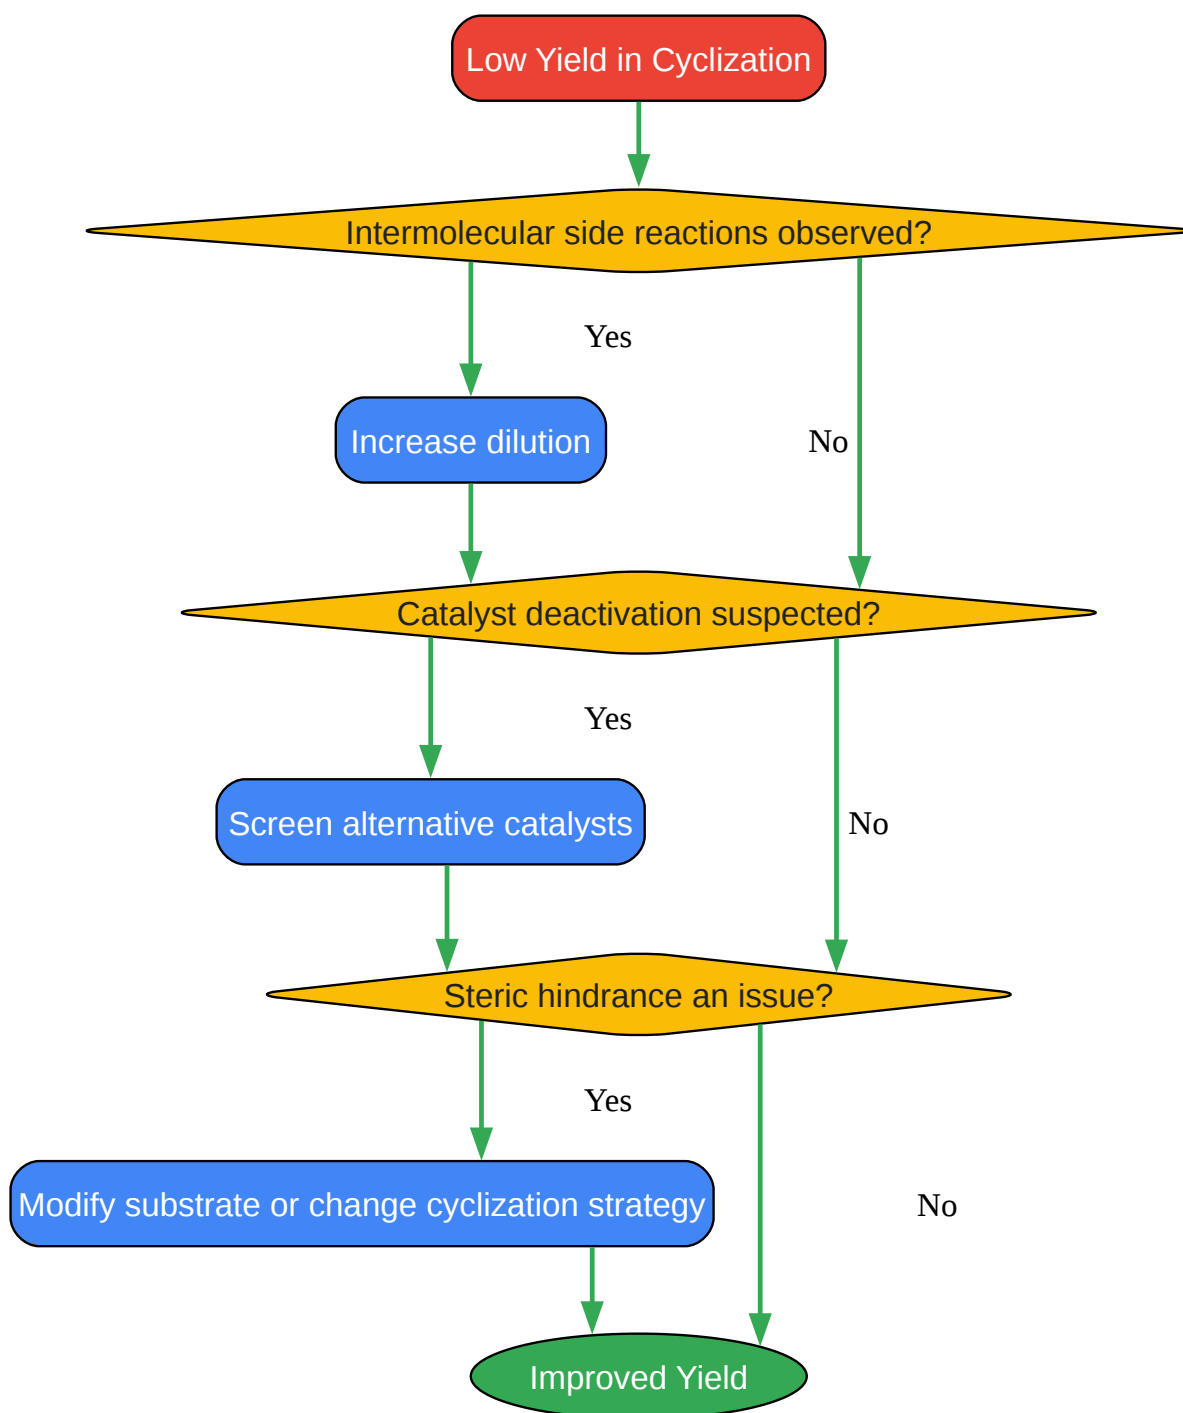 Low Yield in Cyclization
Intermolecular side reactions observed?
Yes
Increase dilution
No
Catalyst deactivation suspected?
Yes
Screen alternative catalysts
No
Steric hindrance an issue?
Yes
Modify substrate or change cyclization strategy
No
Improved Yield